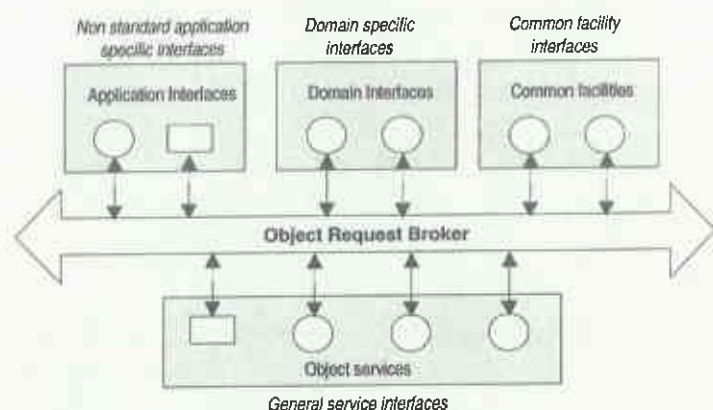 Non standard application
specific interfaces
Domain specific
interfaces
Common facility
interfaces
Application Interfaces
Domain Interfaces
Common facilities
Object Request Broker
Object services
General service interfaces